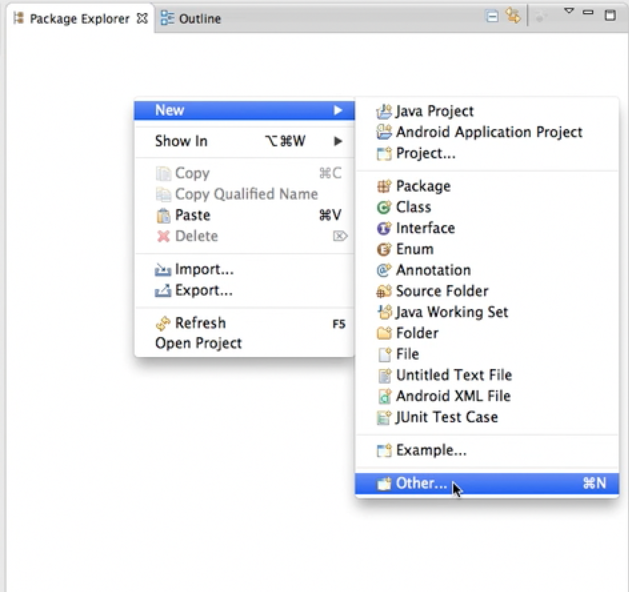 Package Explorer
Outline
New
Show In ⌥⌘W
Copy ⌘C
Copy Qualified Name
Paste ⌘V
Delete ⌦
Import...
Export...
Refresh F5
Open Project
Java Project
Android Application Project
Project...
Package
Class
Interface
Enum
Annotation
Source Folder
Java Working Set
Folder
File
Untitled Text File
Android XML File
JUnit Test Case
Example...
Other... ⌘N